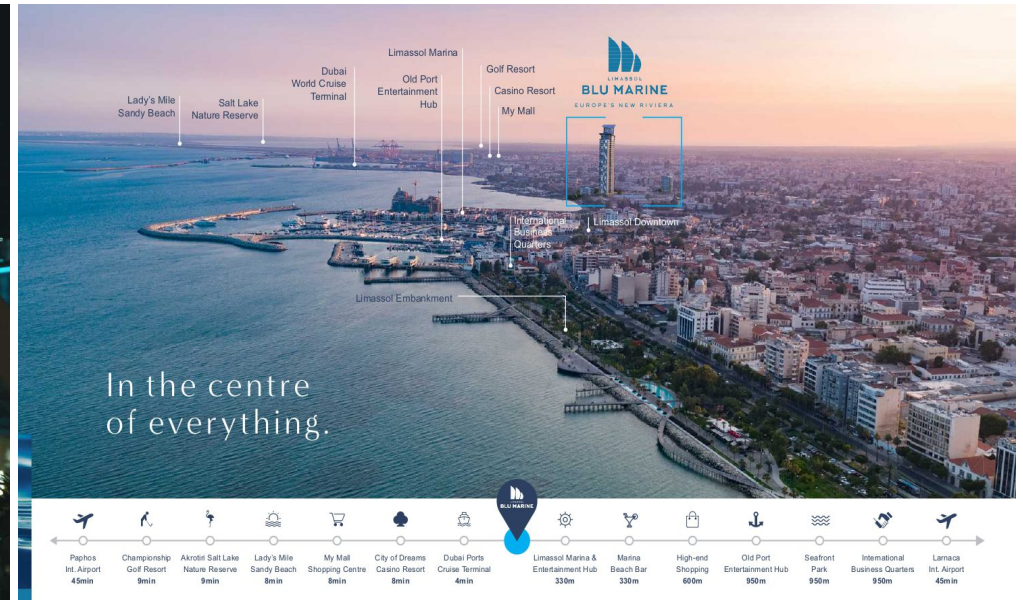 Limassol Marina
Golf Resort
Dubai
World Cruise
Terminal
Old Port
Entertainment
Hub
Casino Resort
My Mall
Lady's Mile
Sandy Beach
Salt Lake
Nature Reserve
LIMASSOL
BLU MARINE
EUROPE'S NEW RIVIERA
International
Business
Quarters
Limassol Downtown
Limassol Embankment
In the centre
of everything.
BLU MARINE
Paphos
Int. Airport
45min
Championship
Golf Resort
9min
Akrotiri Salt Lake
Nature Reserve
9min
Lady's Mile
Sandy Beach
8min
My Mall
Shopping Centre
8min
City of Dreams
Casino Resort
8min
Dubai Ports
Cruise Terminal
4min
Limassol Marina &
Entertainment Hub
330m
Marina
Beach Bar
330m
High-end
Shopping
600m
Old Port
Entertainment Hub
950m
Seafront
Park
950m
International
Business Quarters
950m
Larnaca
Int. Airport
45min